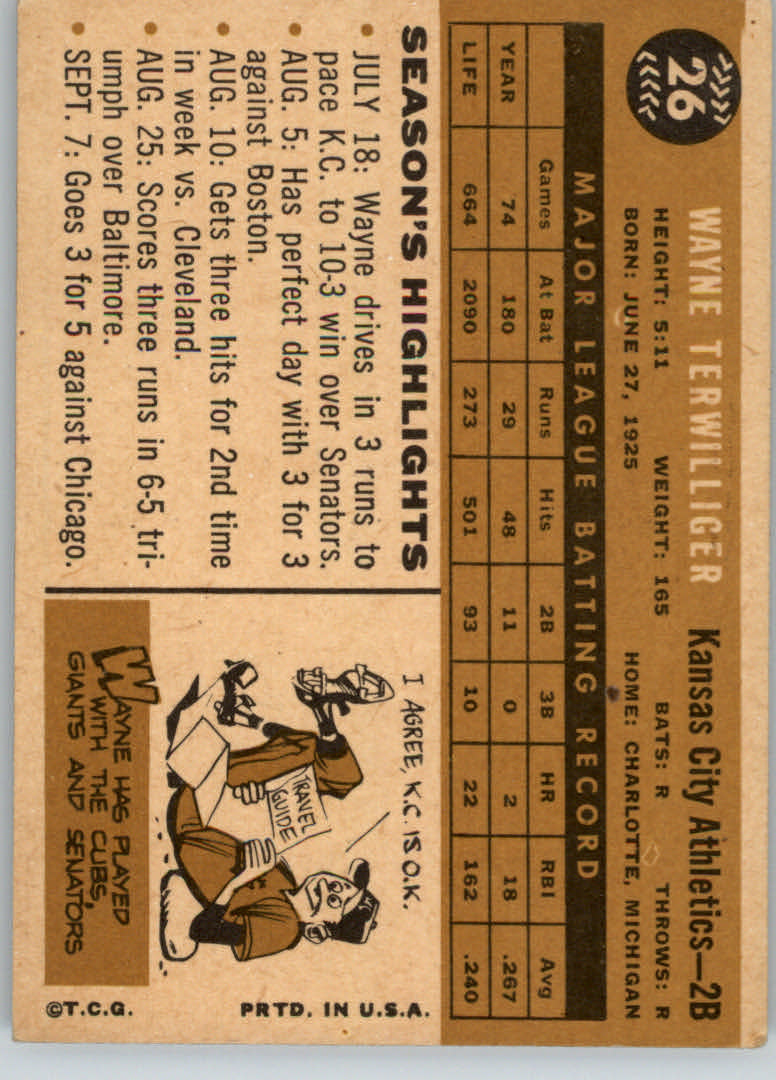 26
WAYNE TERWILLIGER Kansas City Athletics—2B
HEIGHT: 5:11 WEIGHT: 165 BATS: R THROWS: R
BORN: JUNE 27, 1925 HOME: CHARLOTTE, MICHIGAN
MAJOR LEAGUE BATTING RECORD
Games At Bat Runs Hits 2B 3B HR RBI Avg
YEAR 74 180 29 48 11 0 2 18 .267
LIFE 664 2090 273 501 93 10 22 162 .240
SEASON'S HIGHLIGHTS
• JULY 18: Wayne drives in 3 runs to
pace K.C. to 10-3 win over Senators.
• AUG. 5: Has perfect day with 3 for 3
against Boston.
• AUG. 10: Gets three hits for 2nd time
in week vs. Cleveland.
• AUG. 25: Scores three runs in 6-5 tri-
umph over Baltimore.
• SEPT. 7: Goes 3 for 5 against Chicago.
I AGREE, K.C. IS O.K.
TRAVEL
GUIDE
WAYNE HAS PLAYED
WITH THE CUBS,
GIANTS AND SENATORS
©T.C.G. PRTD. IN U.S.A.